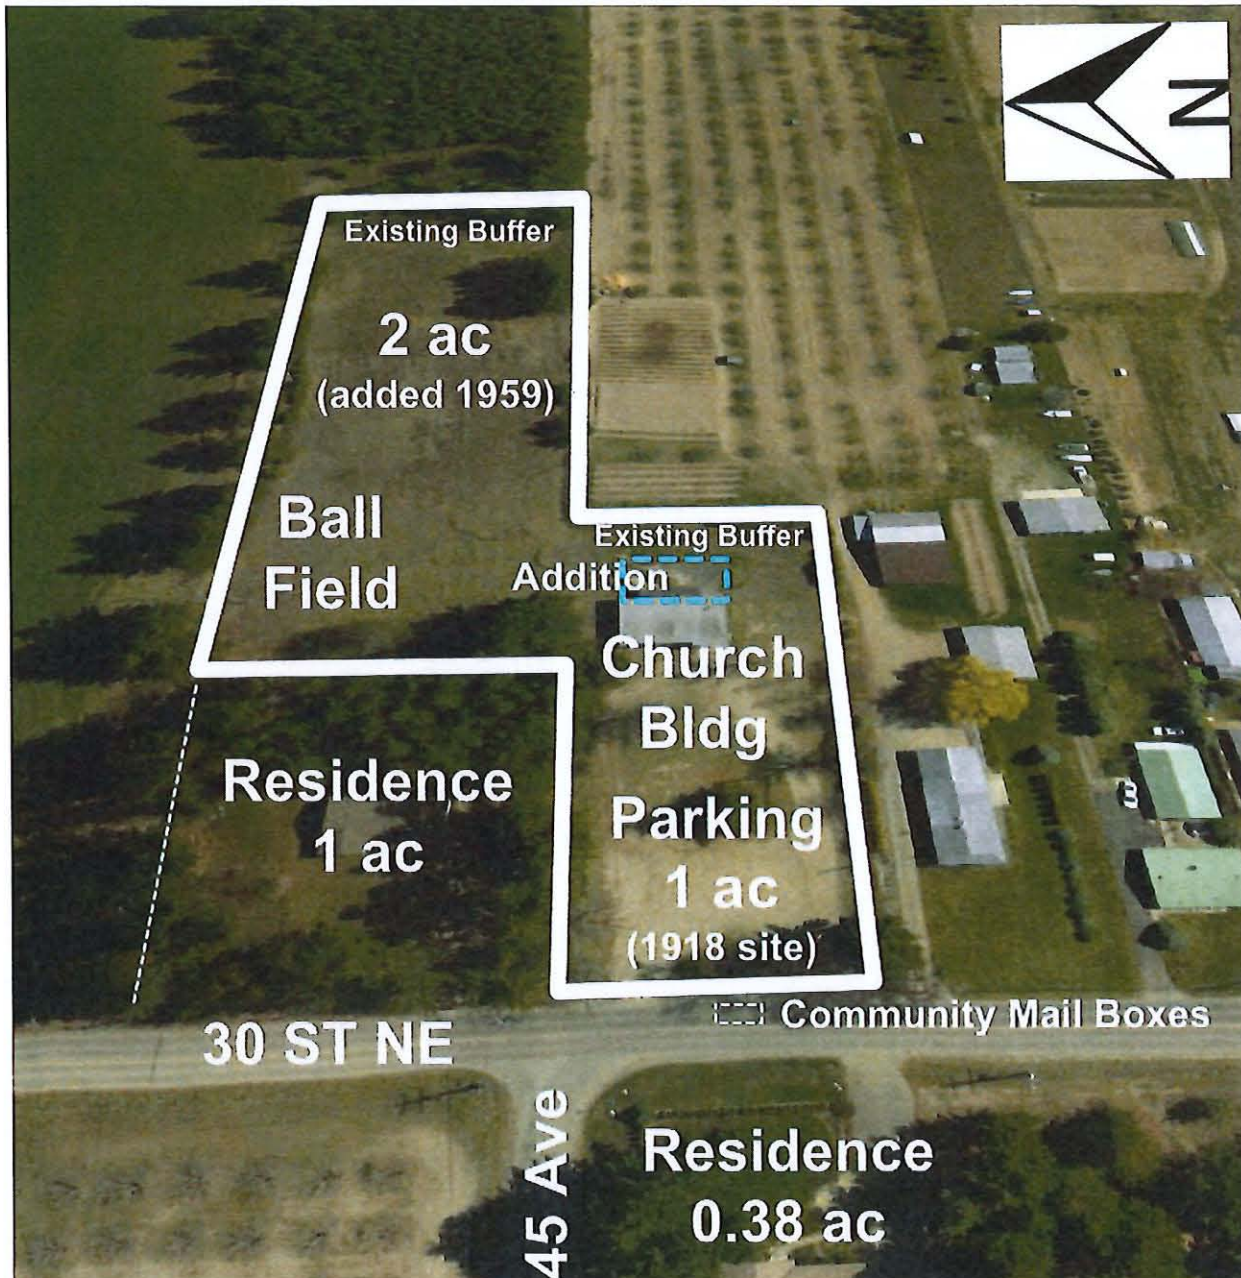 N
Existing Buffer
2 ac
(added 1959)
Ball
Field
Existing Buffer
Addition
Church
Bldg
Residence
1 ac
Parking
1 ac
(1918 site)
Community Mail Boxes
30 ST NE
45 Ave
Residence
0.38 ac